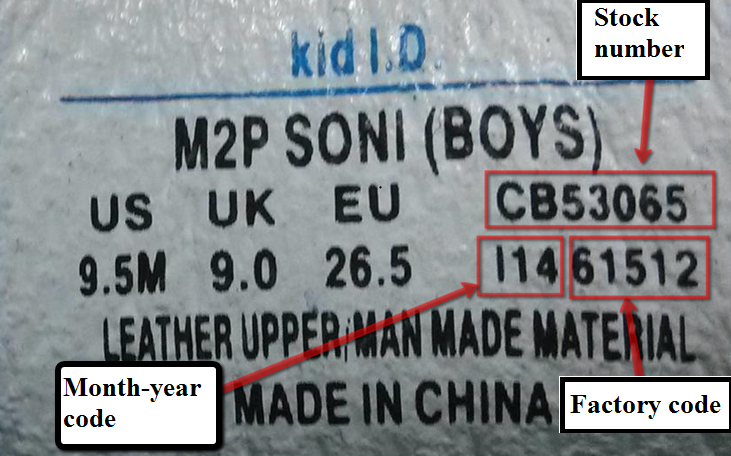 Stock
number
kid I.D.
M2P SONI (BOYS)
US UK EU CB53065
9.5M 9.0 26.5 I14 61512
LEATHER UPPER/MAN MADE MATERIAL
Month-year
code
MADE IN CHINA
Factory code